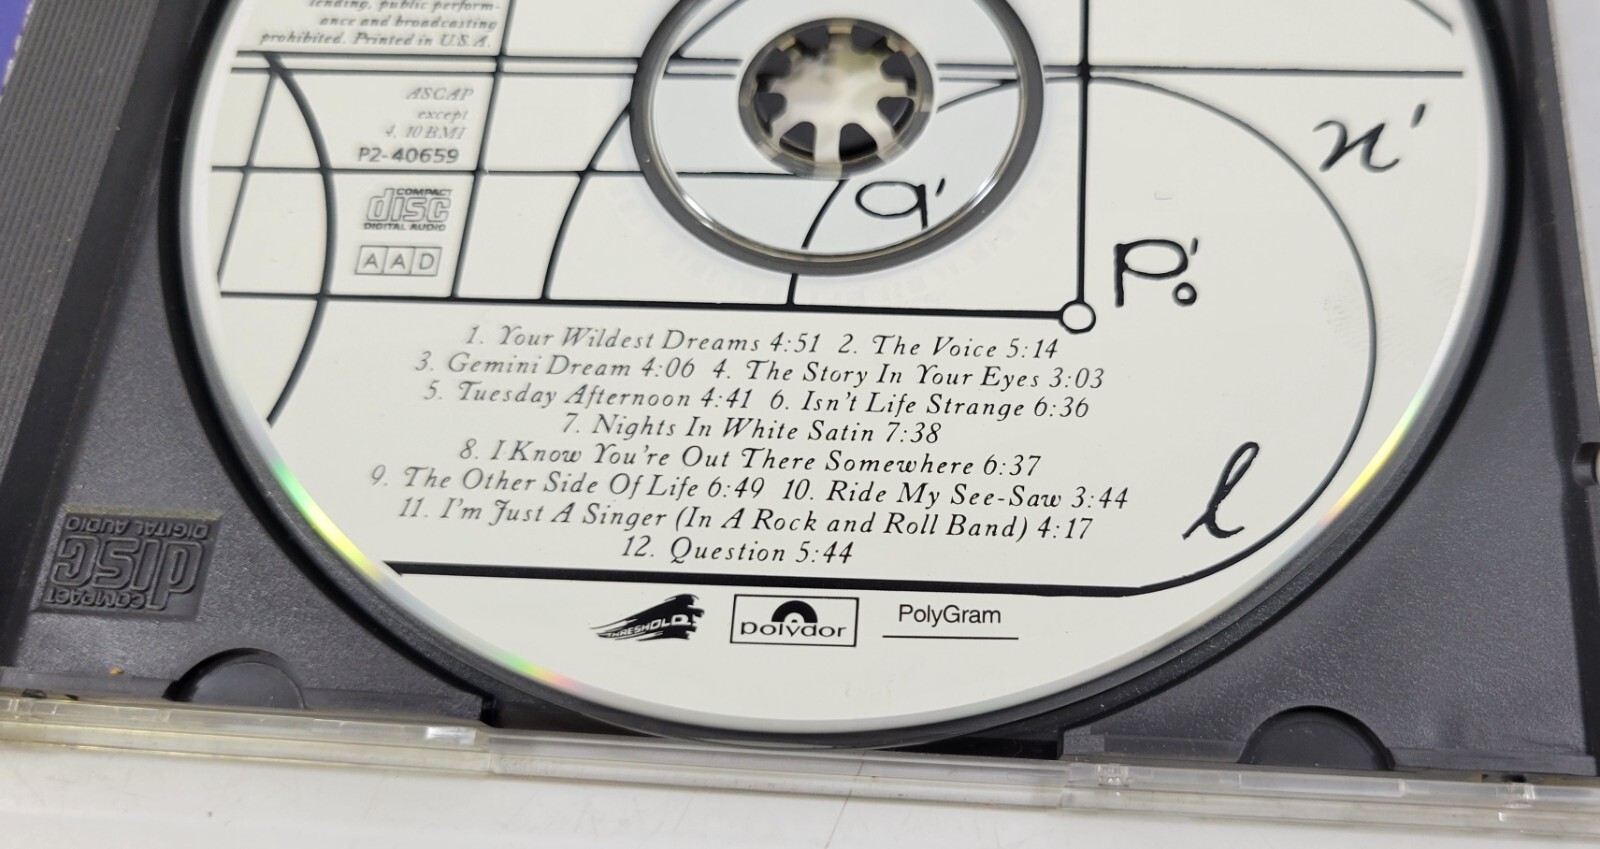 lending, public perform-
ance and broadcasting
prohibited. Printed in U.S.A.
ASCAP
except
4, 10 BMI
P2-40659
COMPACT
disc
DIGITAL AUDIO
AAD
n'
q'
p'
l
1. Your Wildest Dreams 4:51 2. The Voice 5:14
3. Gemini Dream 4:06 4. The Story In Your Eyes 3:03
5. Tuesday Afternoon 4:41 6. Isn't Life Strange 6:36
7. Nights In White Satin 7:38
8. I Know You're Out There Somewhere 6:37
9. The Other Side Of Life 6:49 10. Ride My See-Saw 3:44
11. I'm Just A Singer (In A Rock and Roll Band) 4:17
12. Question 5:44
THRESHOLD
polydor
PolyGram
COMPACT
disc
DIGITAL AUDIO